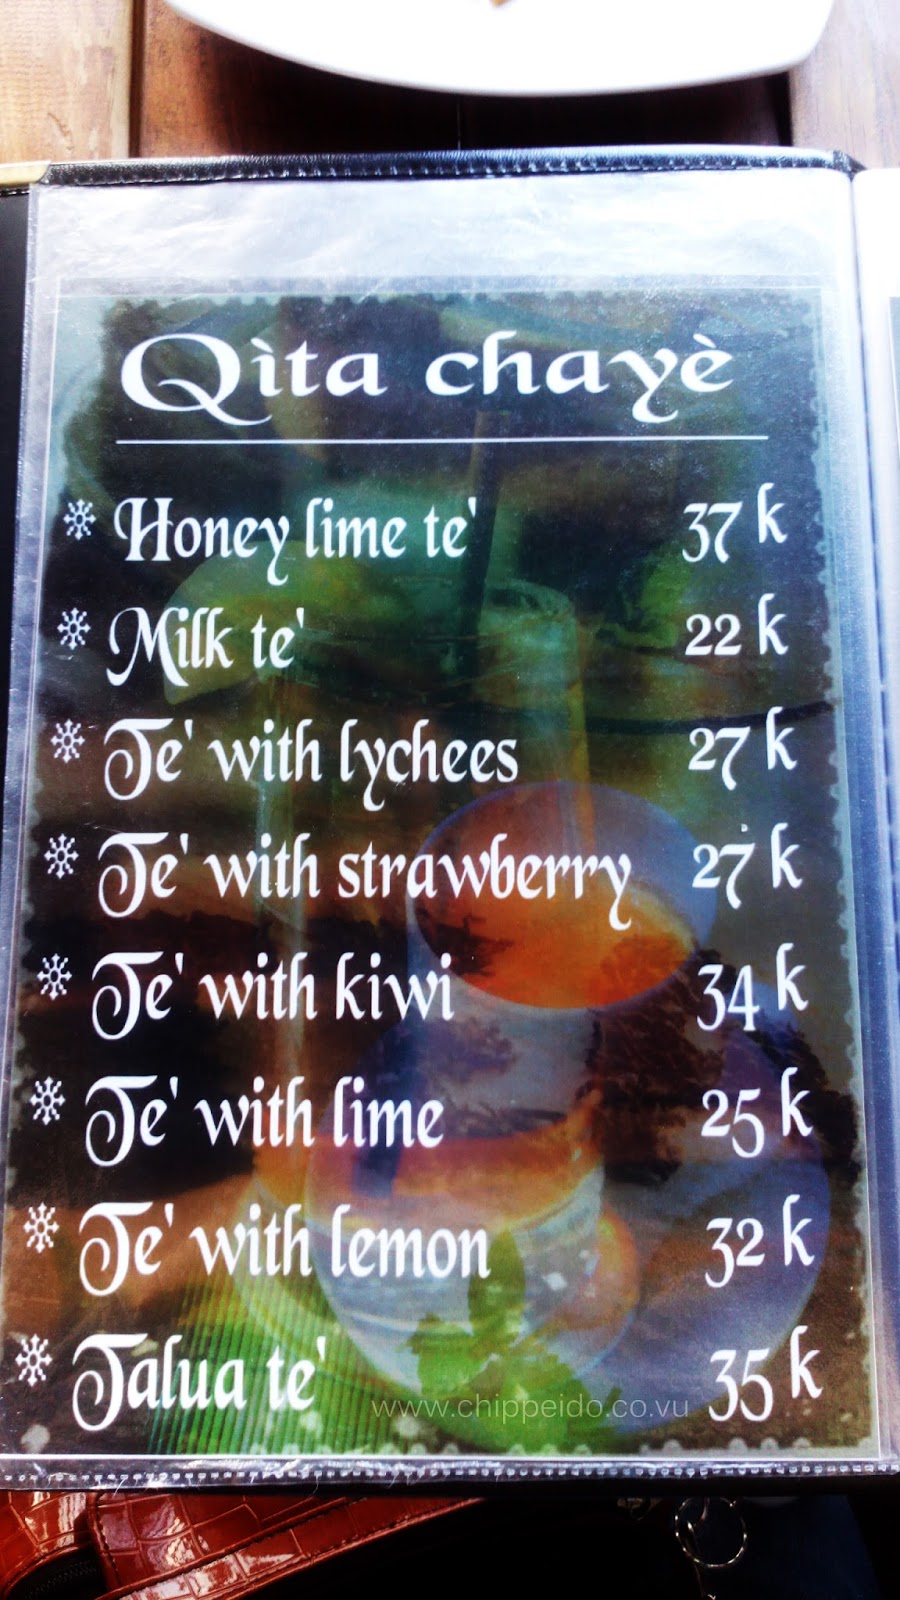 Qìta chayè
Honey lime te' 37 k
Milk te' 22 k
Te' with lychees 27 k
Te' with strawberry 27 k
Te' with kiwi 34 k
Te' with lime 25 k
Te' with lemon 32 k
Talua te' 35 k
www.chippeido.co.vu